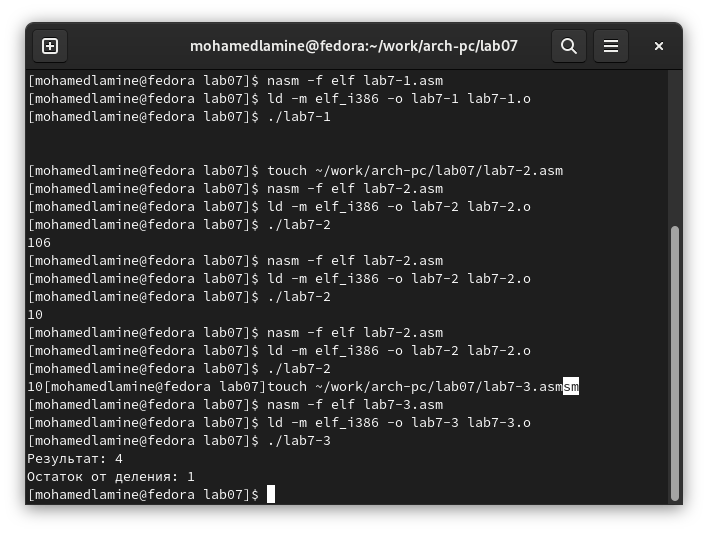 mohamedlamine@fedora:~/work/arch-pc/lab07
[mohamedlamine@fedora lab07]$ nasm -f elf lab7-1.asm
[mohamedlamine@fedora lab07]$ ld -m elf_i386 -o lab7-1 lab7-1.o
[mohamedlamine@fedora lab07]$ ./lab7-1
[mohamedlamine@fedora lab07]$ touch ~/work/arch-pc/lab07/lab7-2.asm
[mohamedlamine@fedora lab07]$ nasm -f elf lab7-2.asm
[mohamedlamine@fedora lab07]$ ld -m elf_i386 -o lab7-2 lab7-2.o
[mohamedlamine@fedora lab07]$ ./lab7-2
106
[mohamedlamine@fedora lab07]$ nasm -f elf lab7-2.asm
[mohamedlamine@fedora lab07]$ ld -m elf_i386 -o lab7-2 lab7-2.o
[mohamedlamine@fedora lab07]$ ./lab7-2
10
[mohamedlamine@fedora lab07]$ nasm -f elf lab7-2.asm
[mohamedlamine@fedora lab07]$ ld -m elf_i386 -o lab7-2 lab7-2.o
[mohamedlamine@fedora lab07]$ ./lab7-2
10[mohamedlamine@fedora lab07]touch ~/work/arch-pc/lab07/lab7-3.asmsm
[mohamedlamine@fedora lab07]$ nasm -f elf lab7-3.asm
[mohamedlamine@fedora lab07]$ ld -m elf_i386 -o lab7-3 lab7-3.o
[mohamedlamine@fedora lab07]$ ./lab7-3
Результат: 4
Остаток от деления: 1
[mohamedlamine@fedora lab07]$